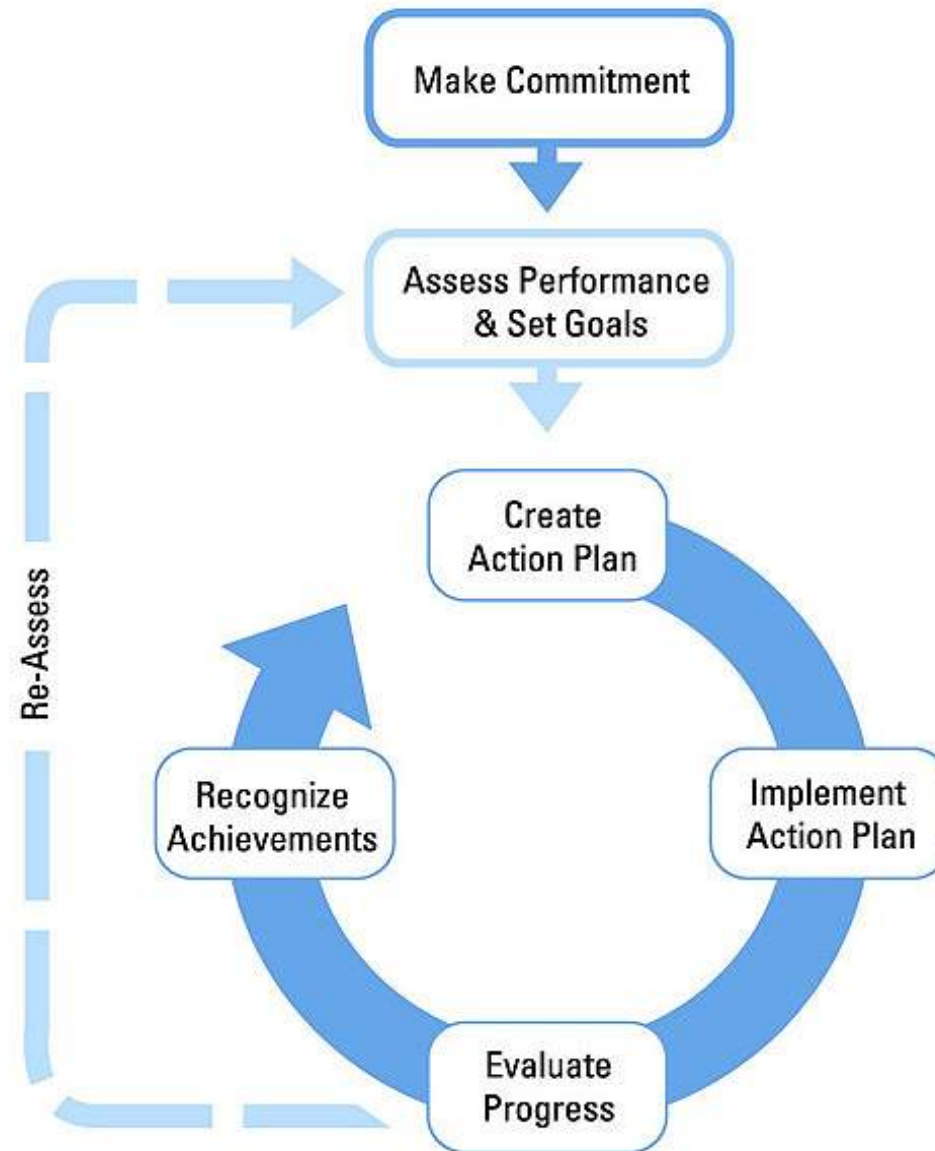 Make Commitment
Assess Performance
& Set Goals
Create
Action Plan
Re-Assess
Recognize
Achievements
Implement
Action Plan
Evaluate
Progress